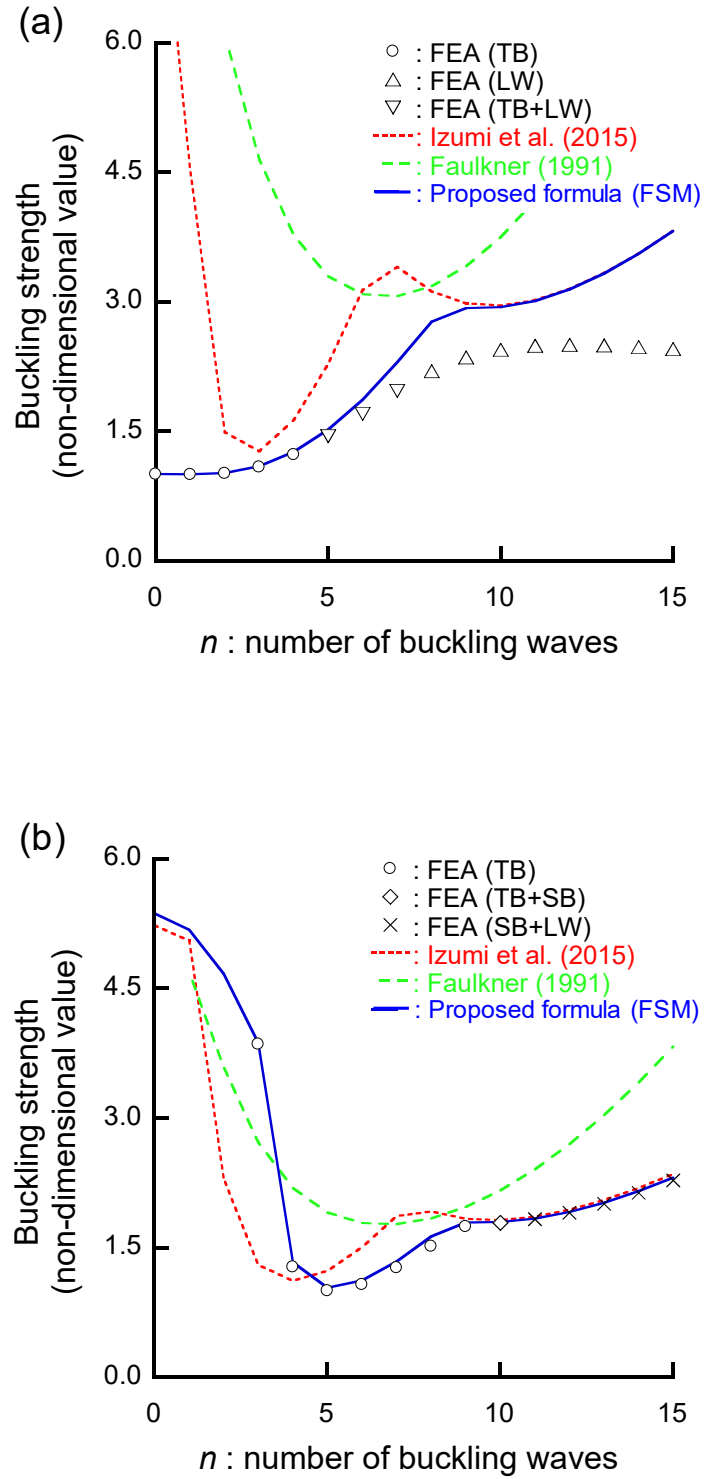 (a)
6.0
4.5
3.0
1.5
0.0
Buckling strength
(non-dimensional value)
: FEA (TB)
: FEA (LW)
: FEA (TB+LW)
: Izumi et al. (2015)
: Faulkner (1991)
: Proposed formula (FSM)
0 5 10 15
n : number of buckling waves
(b)
6.0
4.5
3.0
1.5
0.0
Buckling strength
(non-dimensional value)
: FEA (TB)
: FEA (TB+SB)
: FEA (SB+LW)
: Izumi et al. (2015)
: Faulkner (1991)
: Proposed formula (FSM)
0 5 10 15
n : number of buckling waves